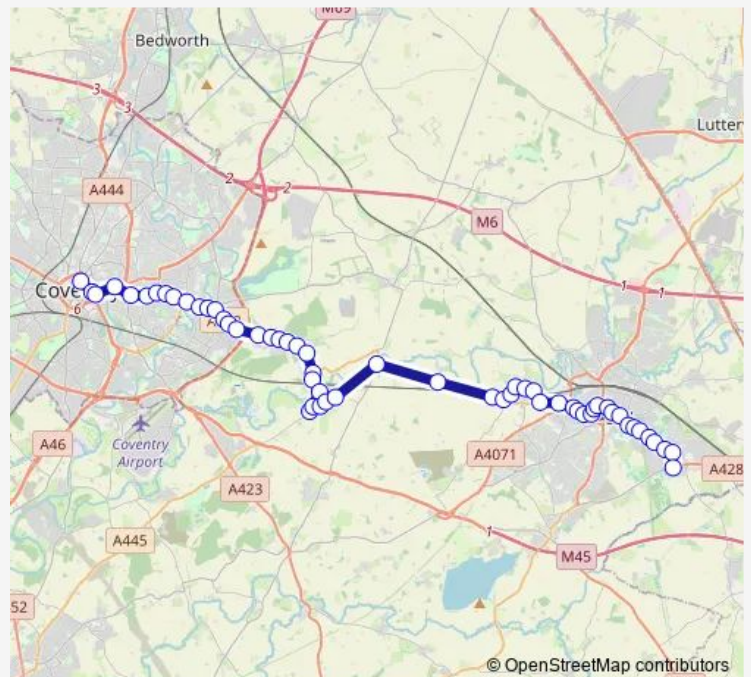 M69
Bedworth
3
3
Lutter
A444
2
2
M6
1
1
Cove
6
A46
Coventry
Airport
A4071
A428
A423
1
A445
M45
52
© OpenStreetMap contributors